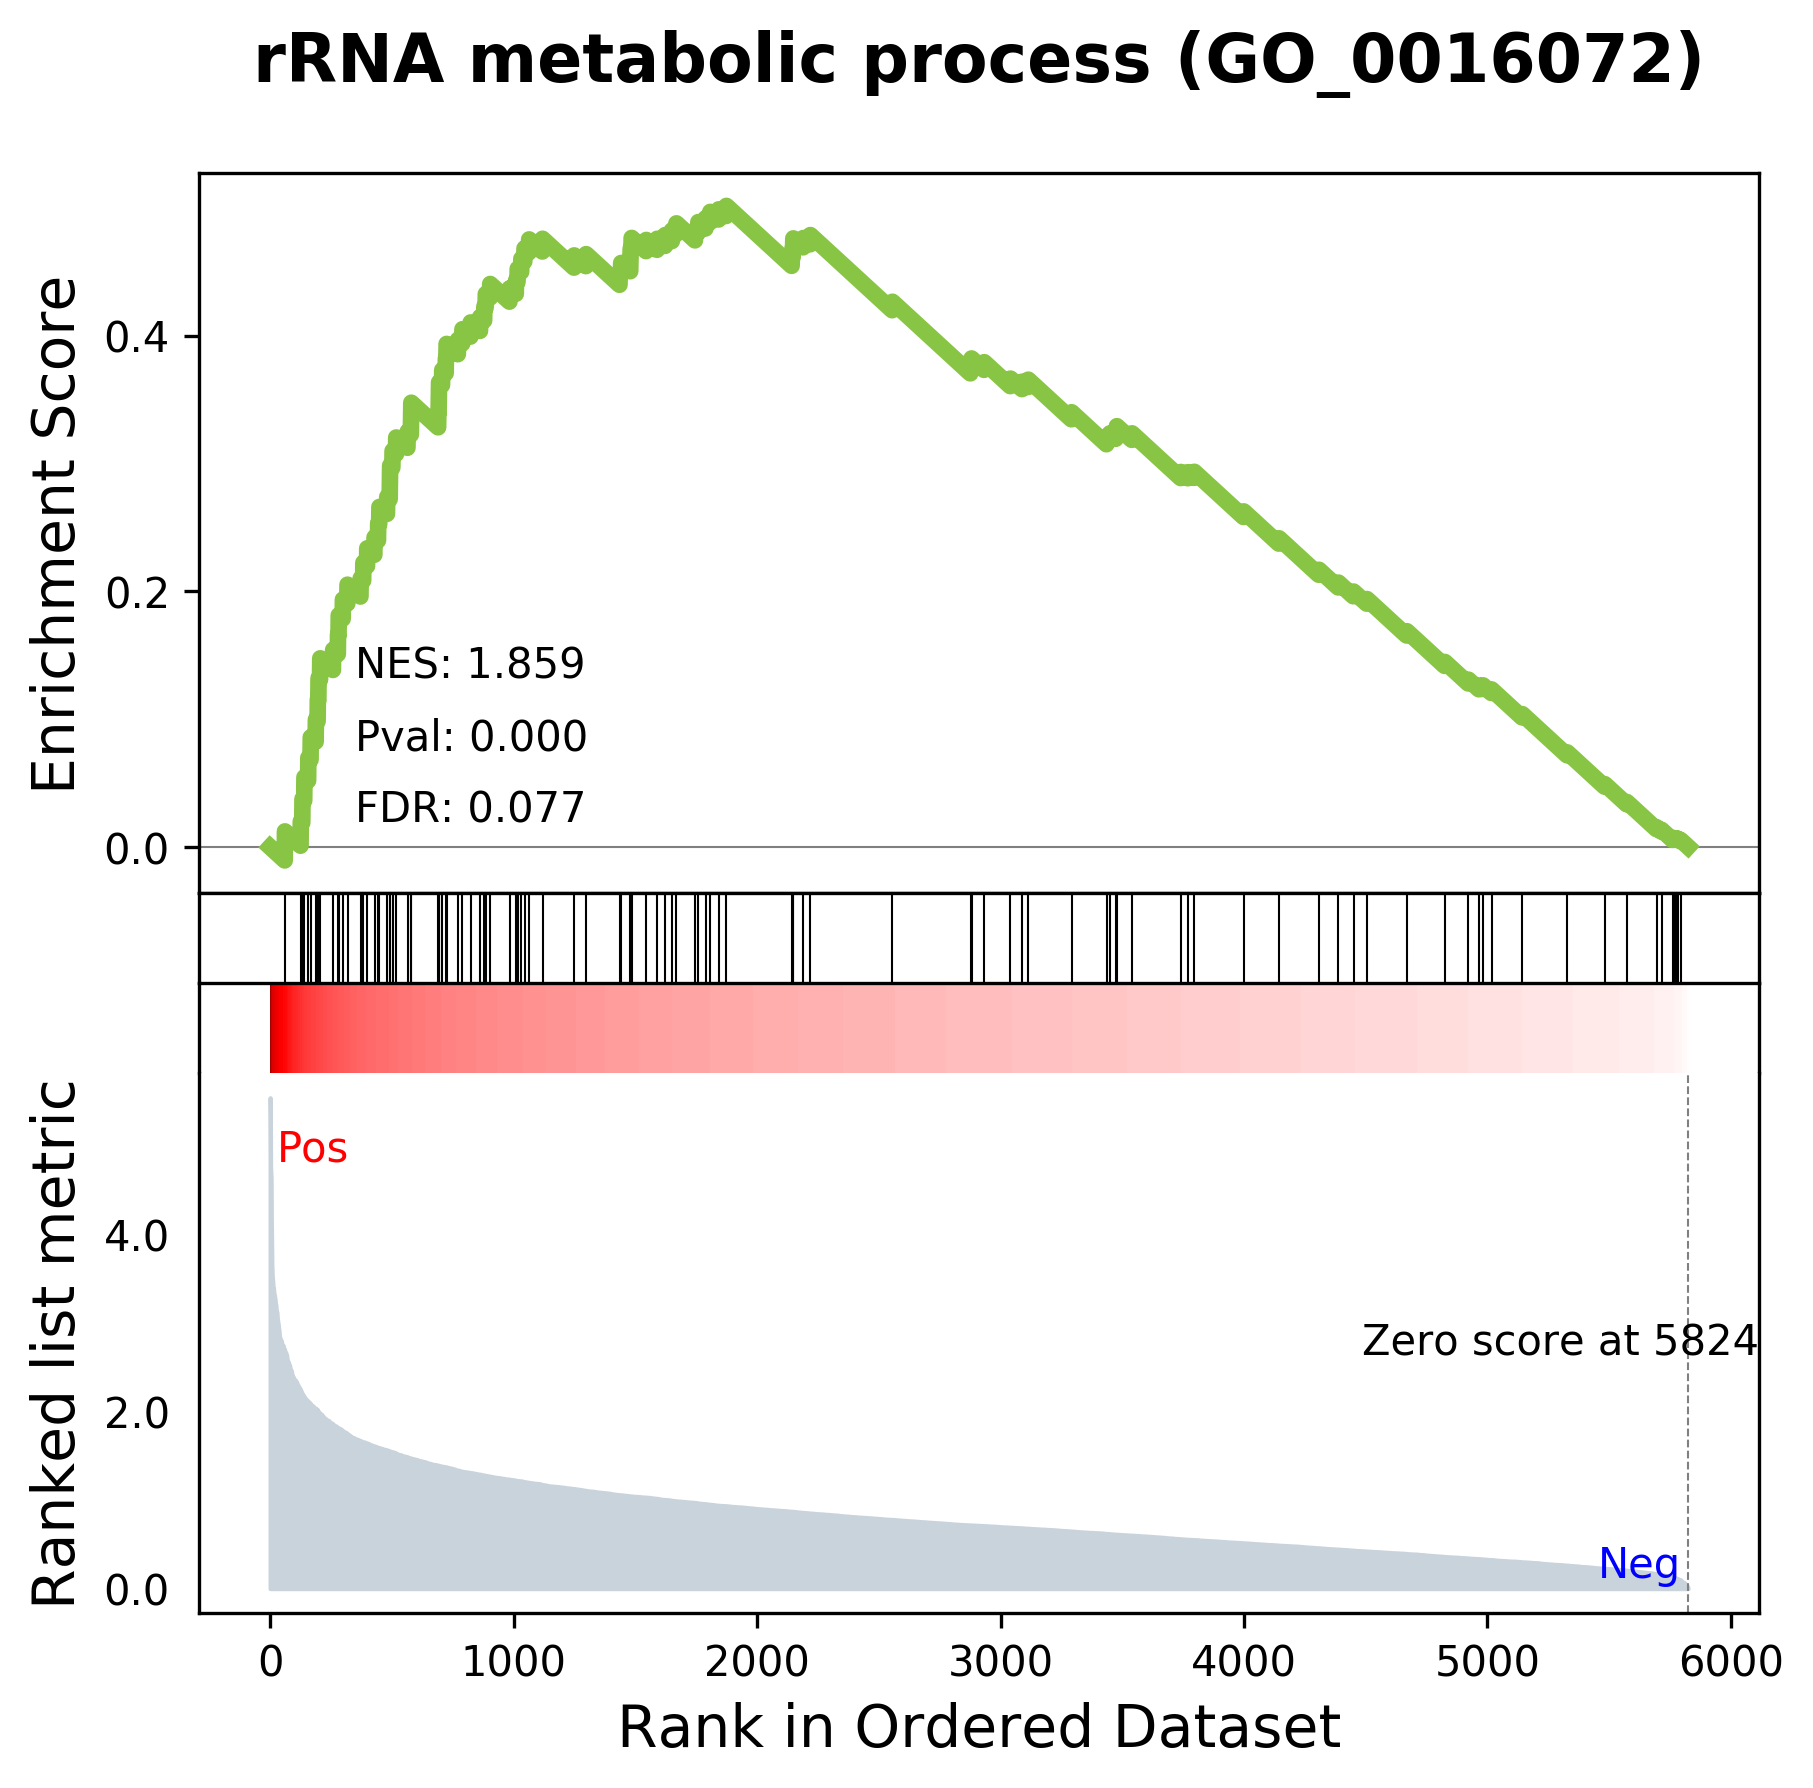 rRNA metabolic process (GO_0016072)
Enrichment Score
0.4
0.2
0.0
NES: 1.859
Pval: 0.000
FDR: 0.077
Ranked list metric
Pos
4.0
2.0
0.0
Zero score at 5824
Neg
0 1000 2000 3000 4000 5000 6000
Rank in Ordered Dataset